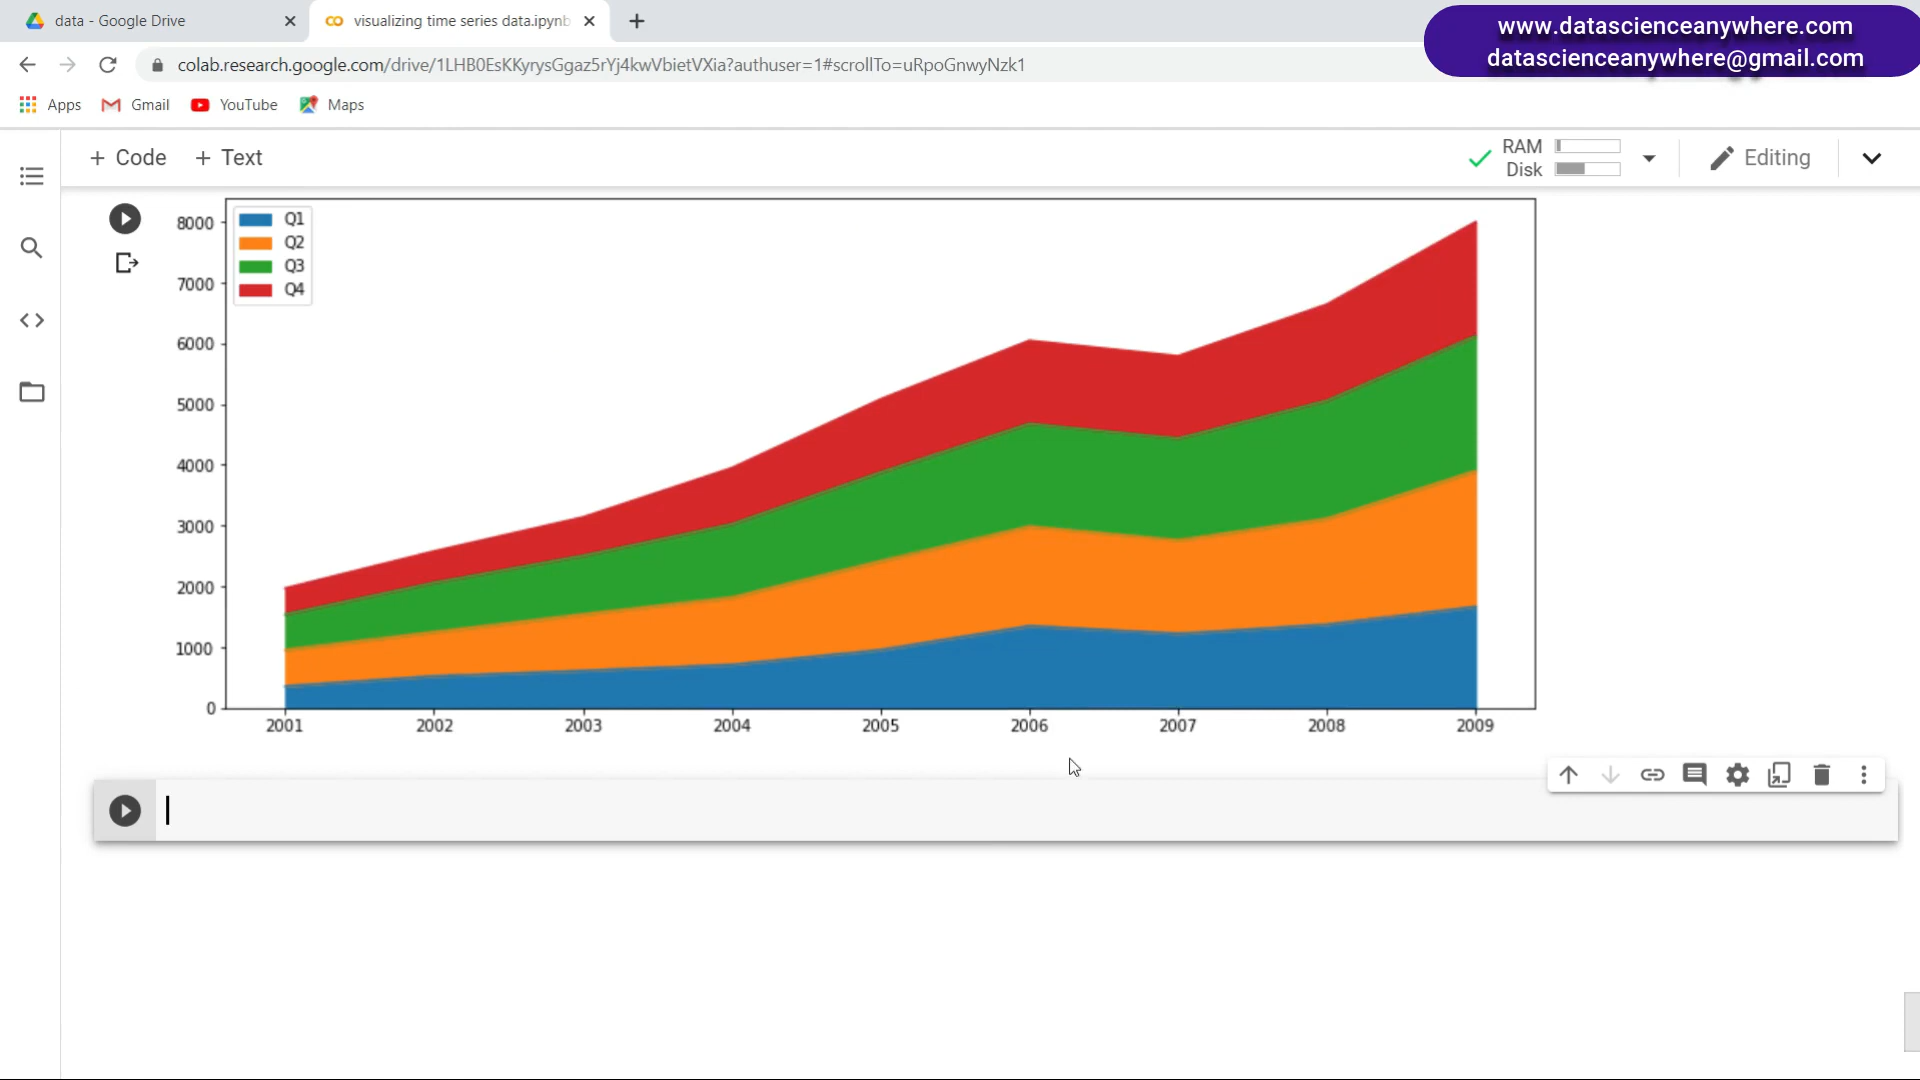 data - Google Drive
visualizing time series data.ipynb
www.datascienceanywhere.com
datascienceanywhere@gmail.com
colab.research.google.com/drive/1LHB0EsKKyrysGgaz5rYj4kwVbietVXia?authuser=1#scrollTo=uRpoGnwyNzk1
Apps
Gmail
YouTube
Maps
+ Code
+ Text
RAM
Disk
Editing
Q1
Q2
Q3
Q4
8000
7000
6000
5000
4000
3000
2000
1000
0
2001
2002
2003
2004
2005
2006
2007
2008
2009